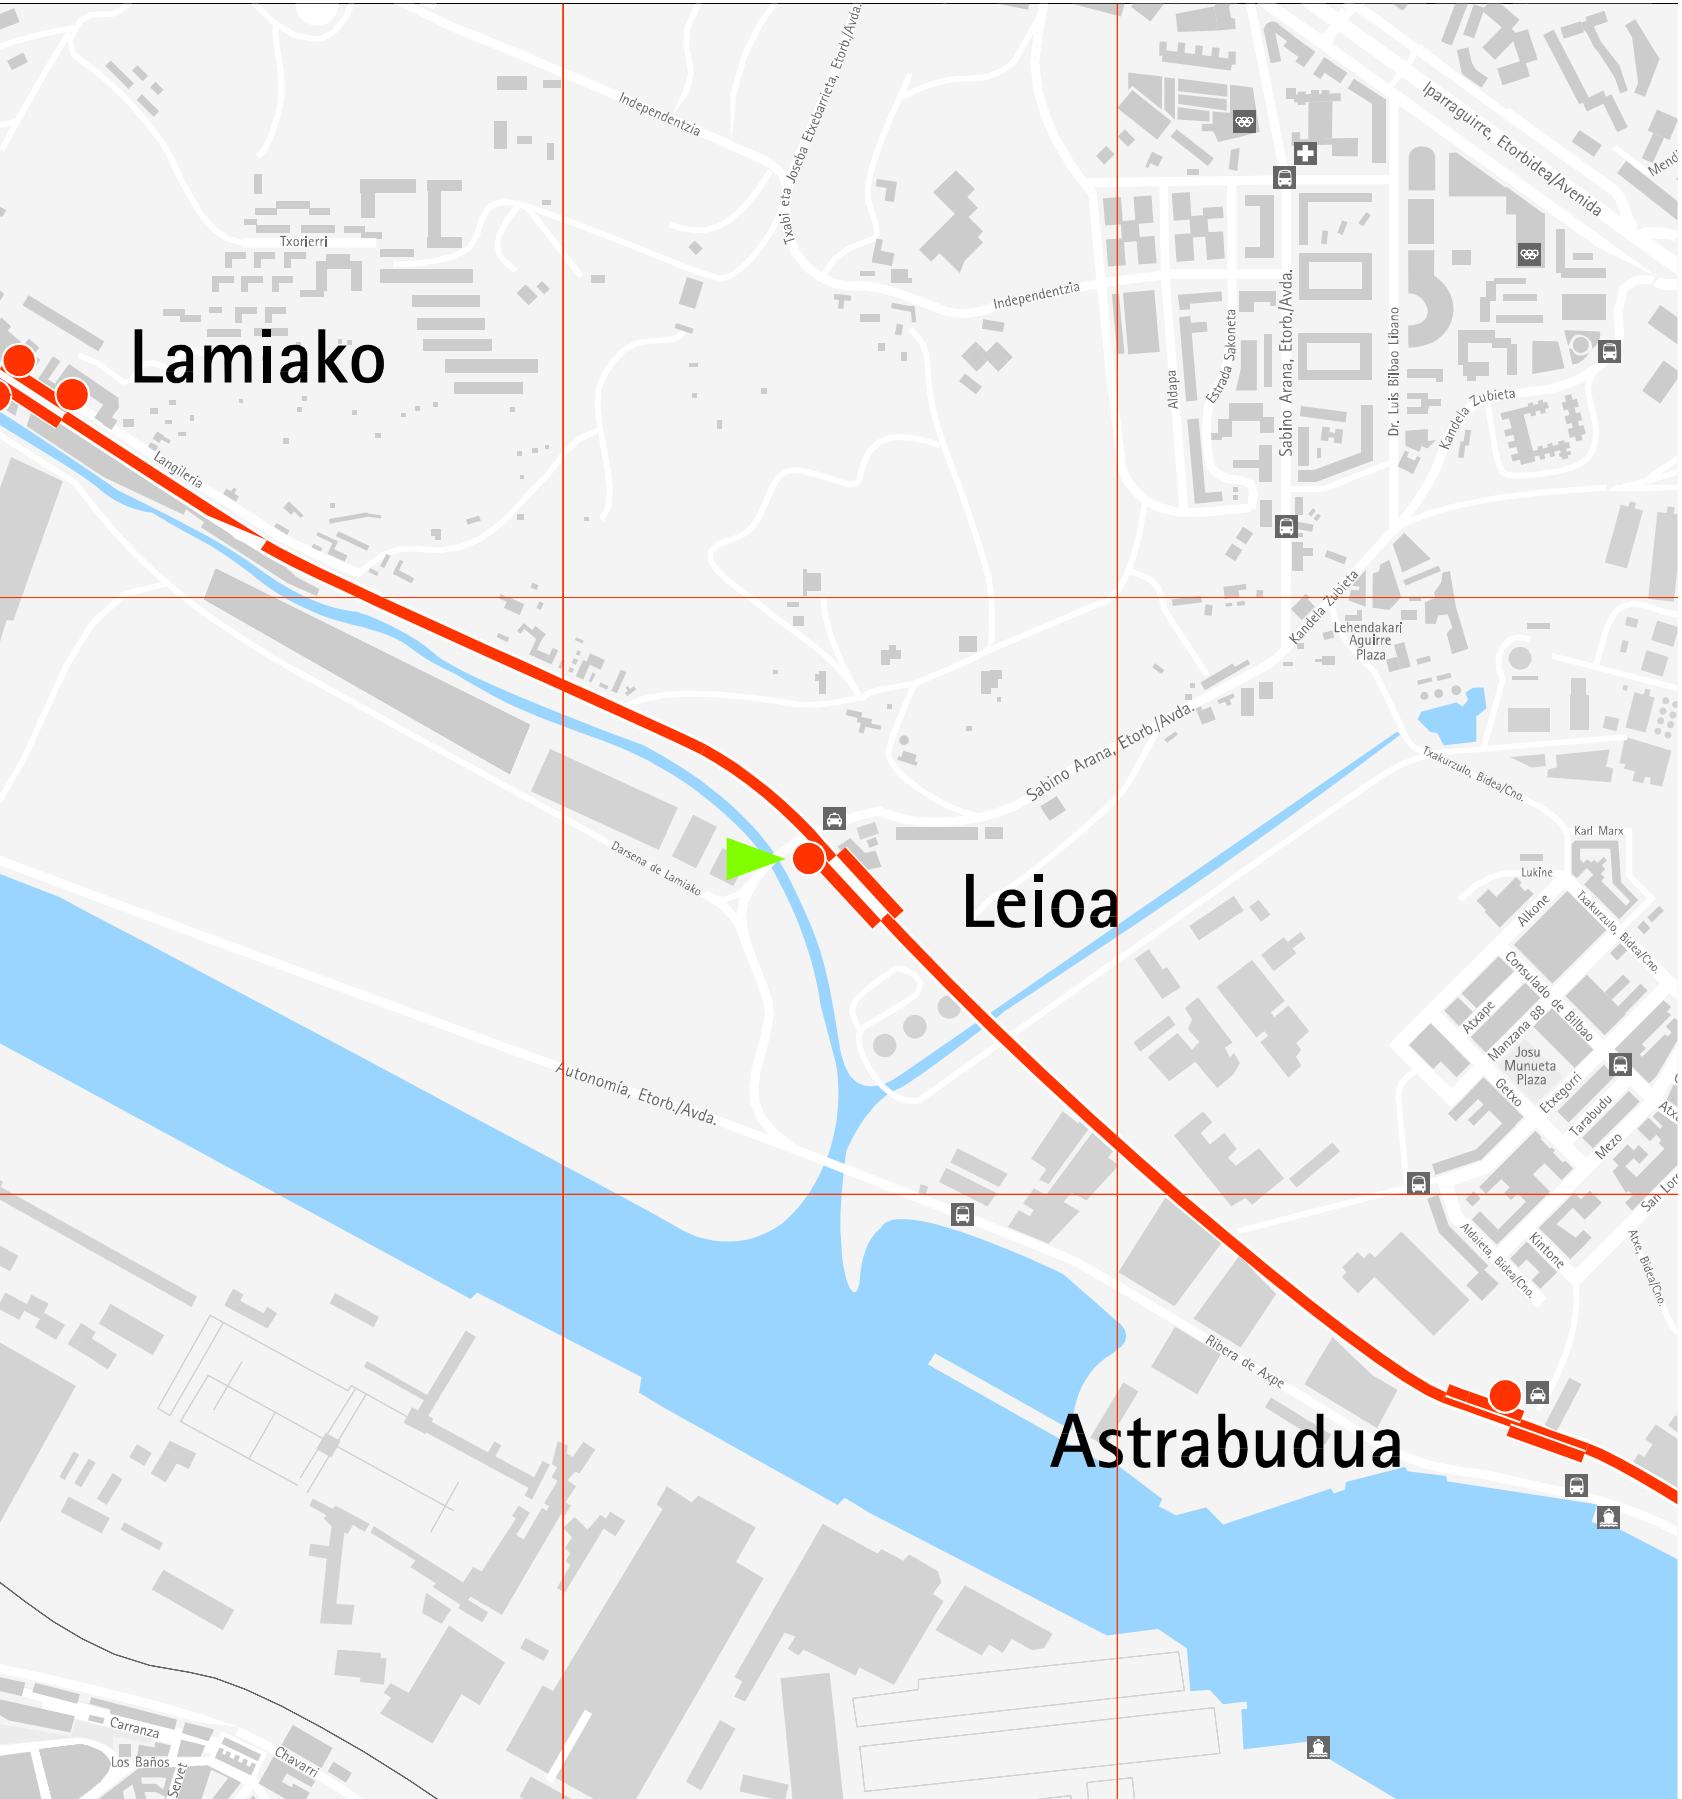 Independentzia
Txabi eta Joseba Etxebarrieta, Etorb./Avda.
Iparraguirre, Etorbidea/Avenida
Txorierri
Independentzia
Lamiako
Langileria
Aldapa
Estrada Sakoneta
Sabino Arana, Etorb./Avda.
Dr. Luis Bilbao Libano
Kandela Zubieta
Kandela Zubieta
Lehendakari
Aguirre
Plaza
Sabino Arana, Etorb./Avda.
Txakurzulo, Bidea/Cno.
Karl Marx
Lukine
Darsena de Lamiako
Leioa
Alkone
Txakurzulo, Bidea/Cno.
Consulado de Bilbao
Atxape
Manzana 88
Josu
Munueta
Plaza
Getxo
Etxegorri
Tarabudu
Mezo
Autonomía, Etorb./Avda.
Aldaieta, Bidea/Cno.
Kintone
Atxe, Bidea/Cno.
Ribera de Axpe
Astrabudua
Carranza
Los Baños
Servet
Chavarri